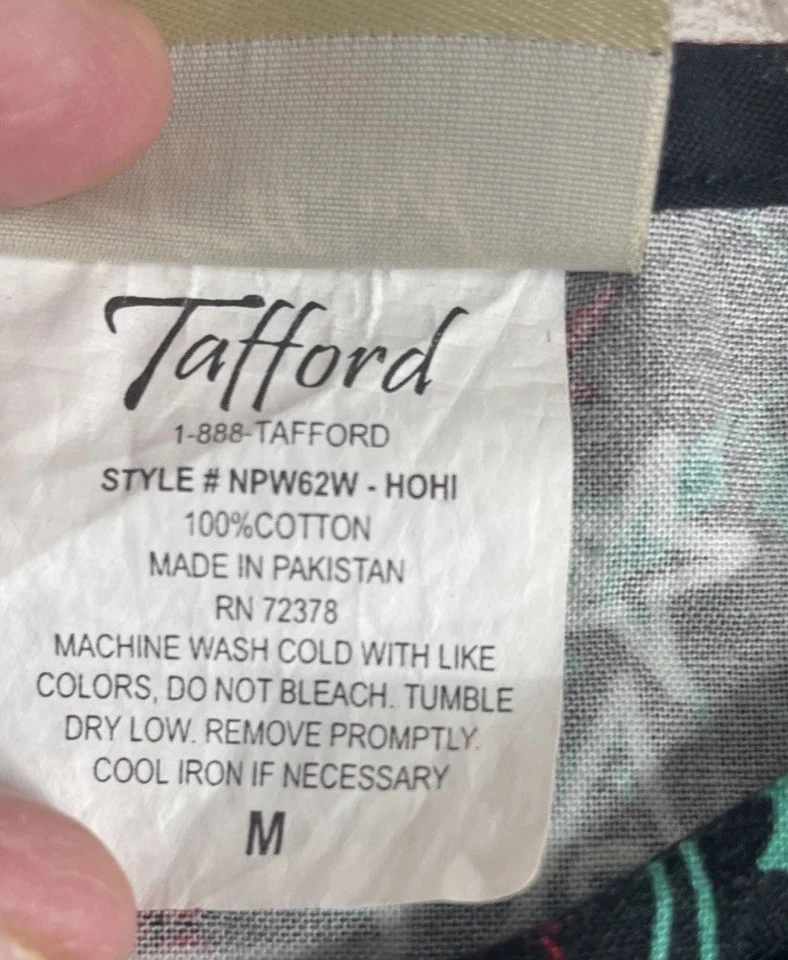 Tafford
1-888-TAFFORD
STYLE # NPW62W - HOHI
100%COTTON
MADE IN PAKISTAN
RN 72378
MACHINE WASH COLD WITH LIKE
COLORS, DO NOT BLEACH. TUMBLE
DRY LOW. REMOVE PROMPTLY.
COOL IRON IF NECESSARY
M